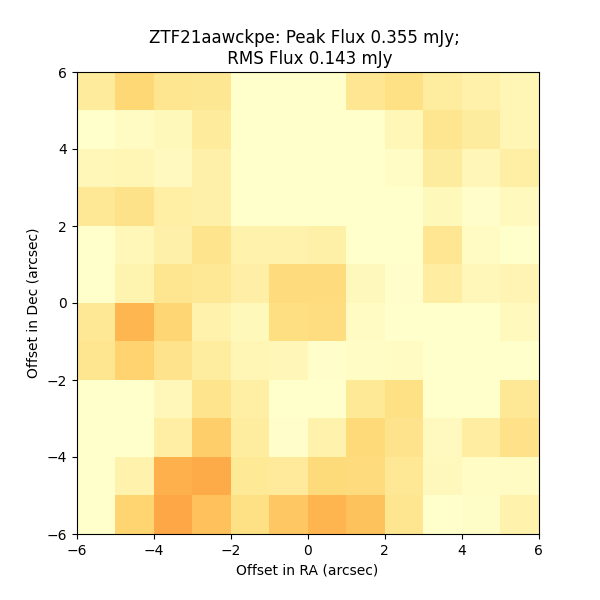 ZTF21aawckpe: Peak Flux 0.355 mJy;
RMS Flux 0.143 mJy
6
4
2
0
−2
−4
−6
Offset in Dec (arcsec)
−6 −4 −2 0 2 4 6
Offset in RA (arcsec)